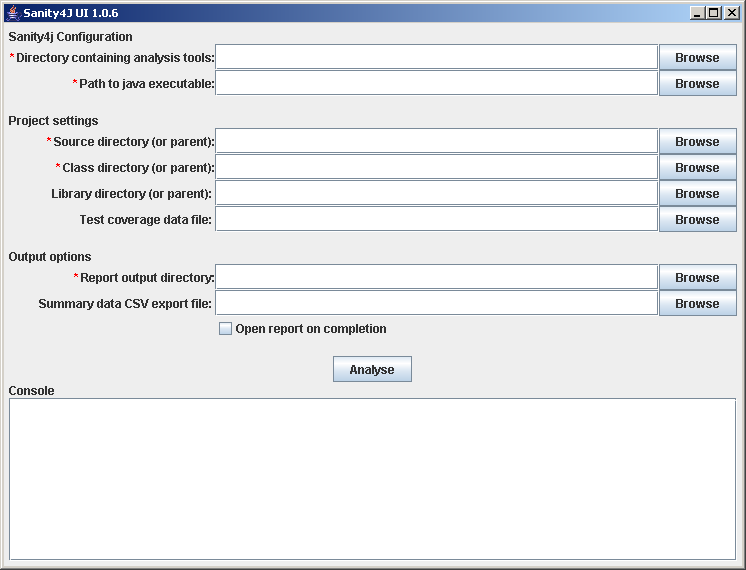 Sanity4J UI 1.0.6
Sanity4j Configuration
*Directory containing analysis tools: Browse
*Path to java executable: Browse
Project settings
*Source directory (or parent): Browse
*Class directory (or parent): Browse
Library directory (or parent): Browse
Test coverage data file: Browse
Output options
*Report output directory: Browse
Summary data CSV export file: Browse
Open report on completion
Analyse
Console